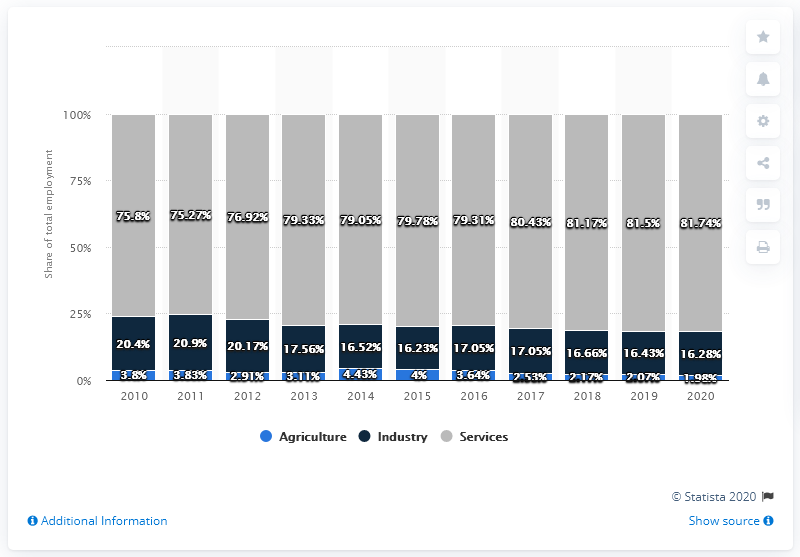 Share of total employment
100%
75%
50%
25%
0%
75.8% 75.27% 76.92% 79.33% 79.05% 79.78% 79.31% 80.43% 81.17% 81.5% 81.74%
20.4% 20.9% 20.17% 17.56% 16.52% 16.23% 17.05% 17.05% 16.66% 16.43% 16.28%
3.8% 3.83% 2.91% 3.11% 4.43% 4% 3.64% 2.53% 2.17% 2.07% 1.98%
2010 2011 2012 2013 2014 2015 2016 2017 2018 2019 2020
Agriculture Industry Services
© Statista 2020
Additional Information Show source